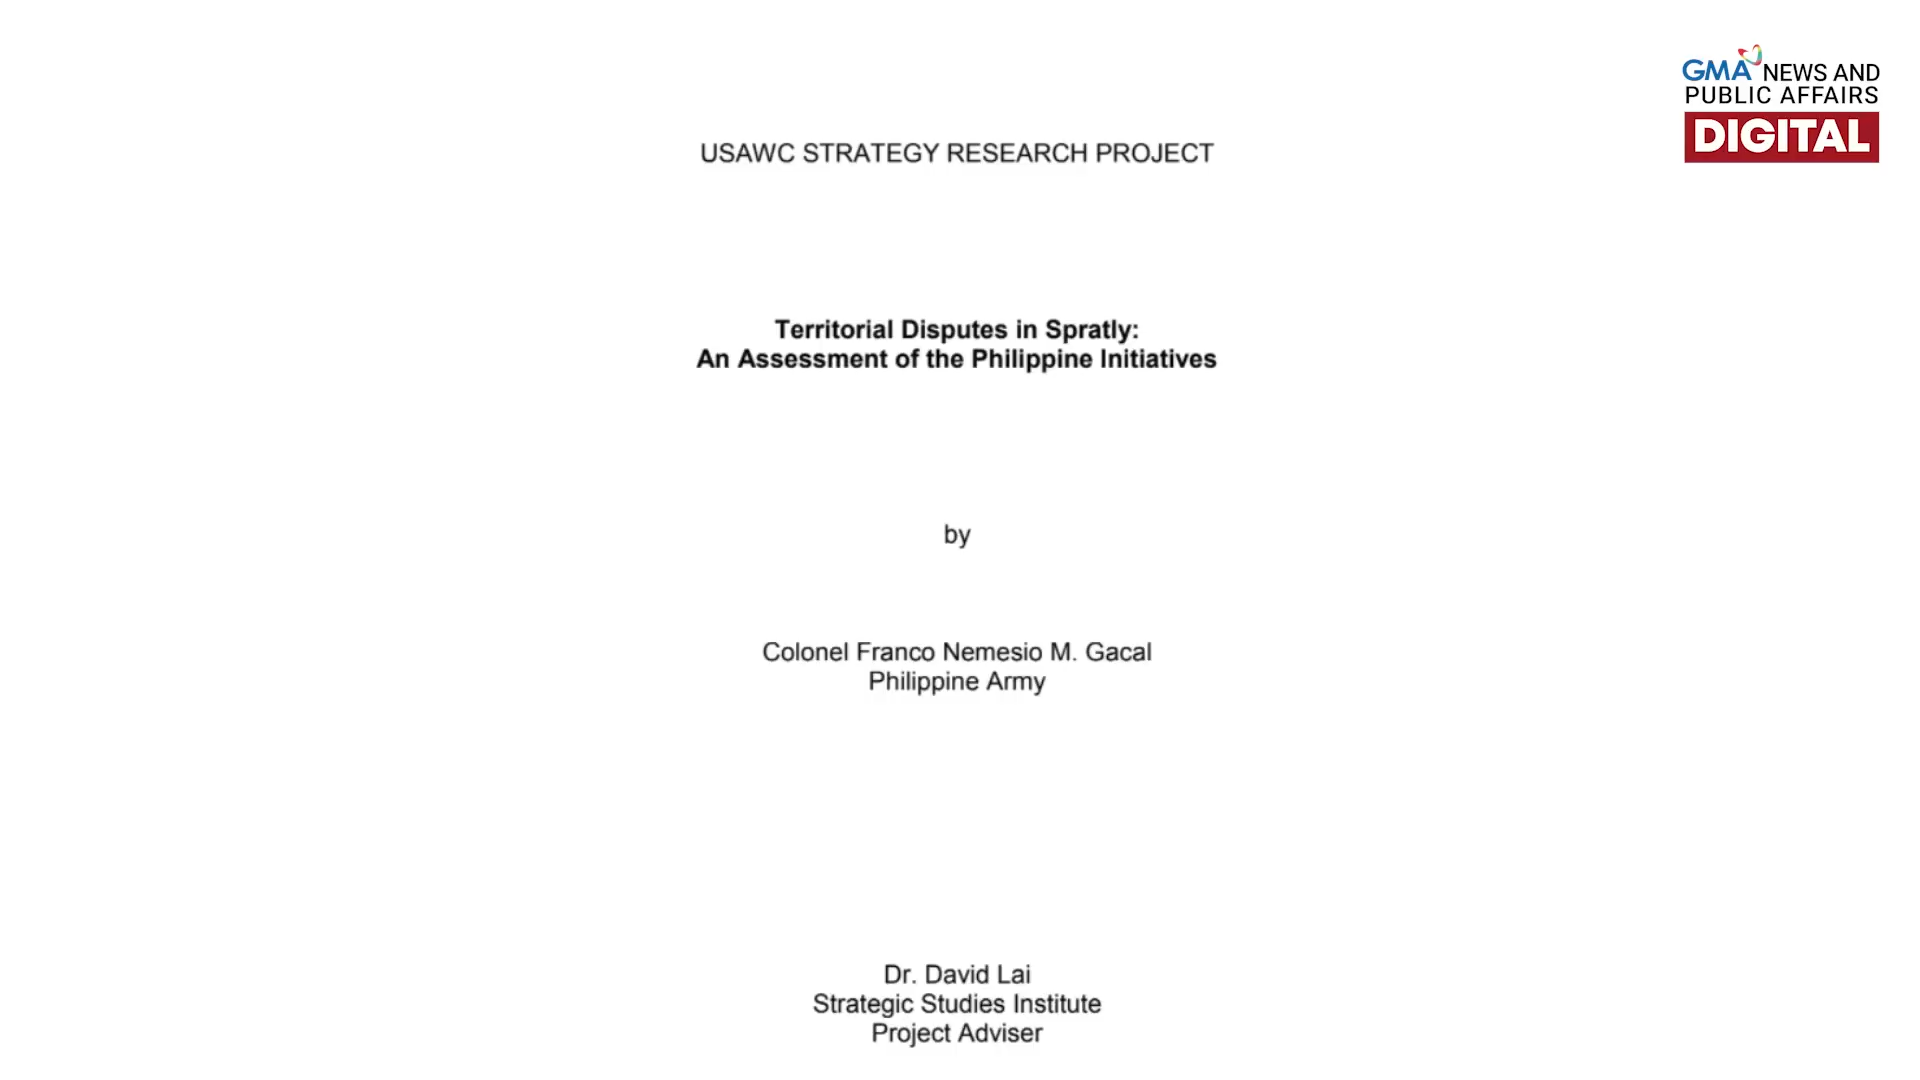 GMA NEWS AND
PUBLIC AFFAIRS
DIGITAL
USAWC STRATEGY RESEARCH PROJECT
Territorial Disputes in Spratly:
An Assessment of the Philippine Initiatives
by
Colonel Franco Nemesio M. Gacal
Philippine Army
Dr. David Lai
Strategic Studies Institute
Project Adviser